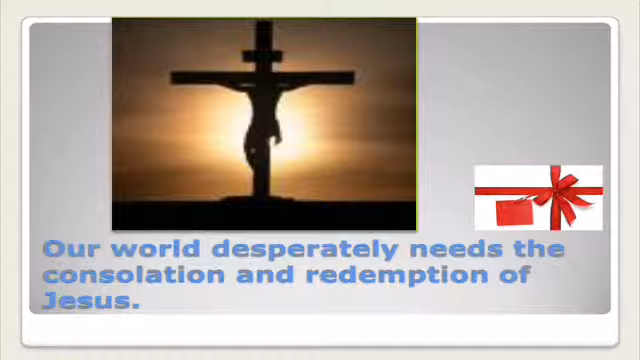 Our world desperately needs the
consolation and redemption of
Jesus.